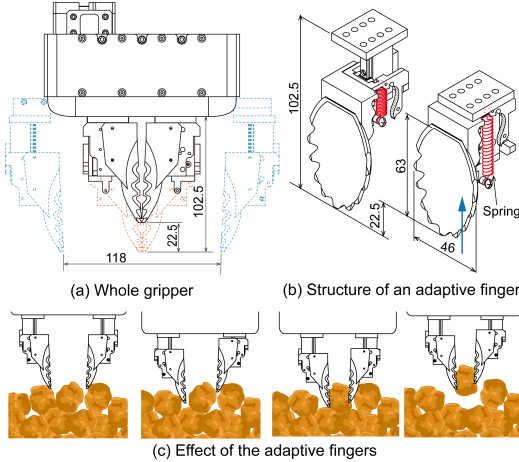 102.5
22.5
118
(a) Whole gripper
102.5
63
22.5
46
Spring
(b) Structure of an adaptive finger
(c) Effect of the adaptive fingers